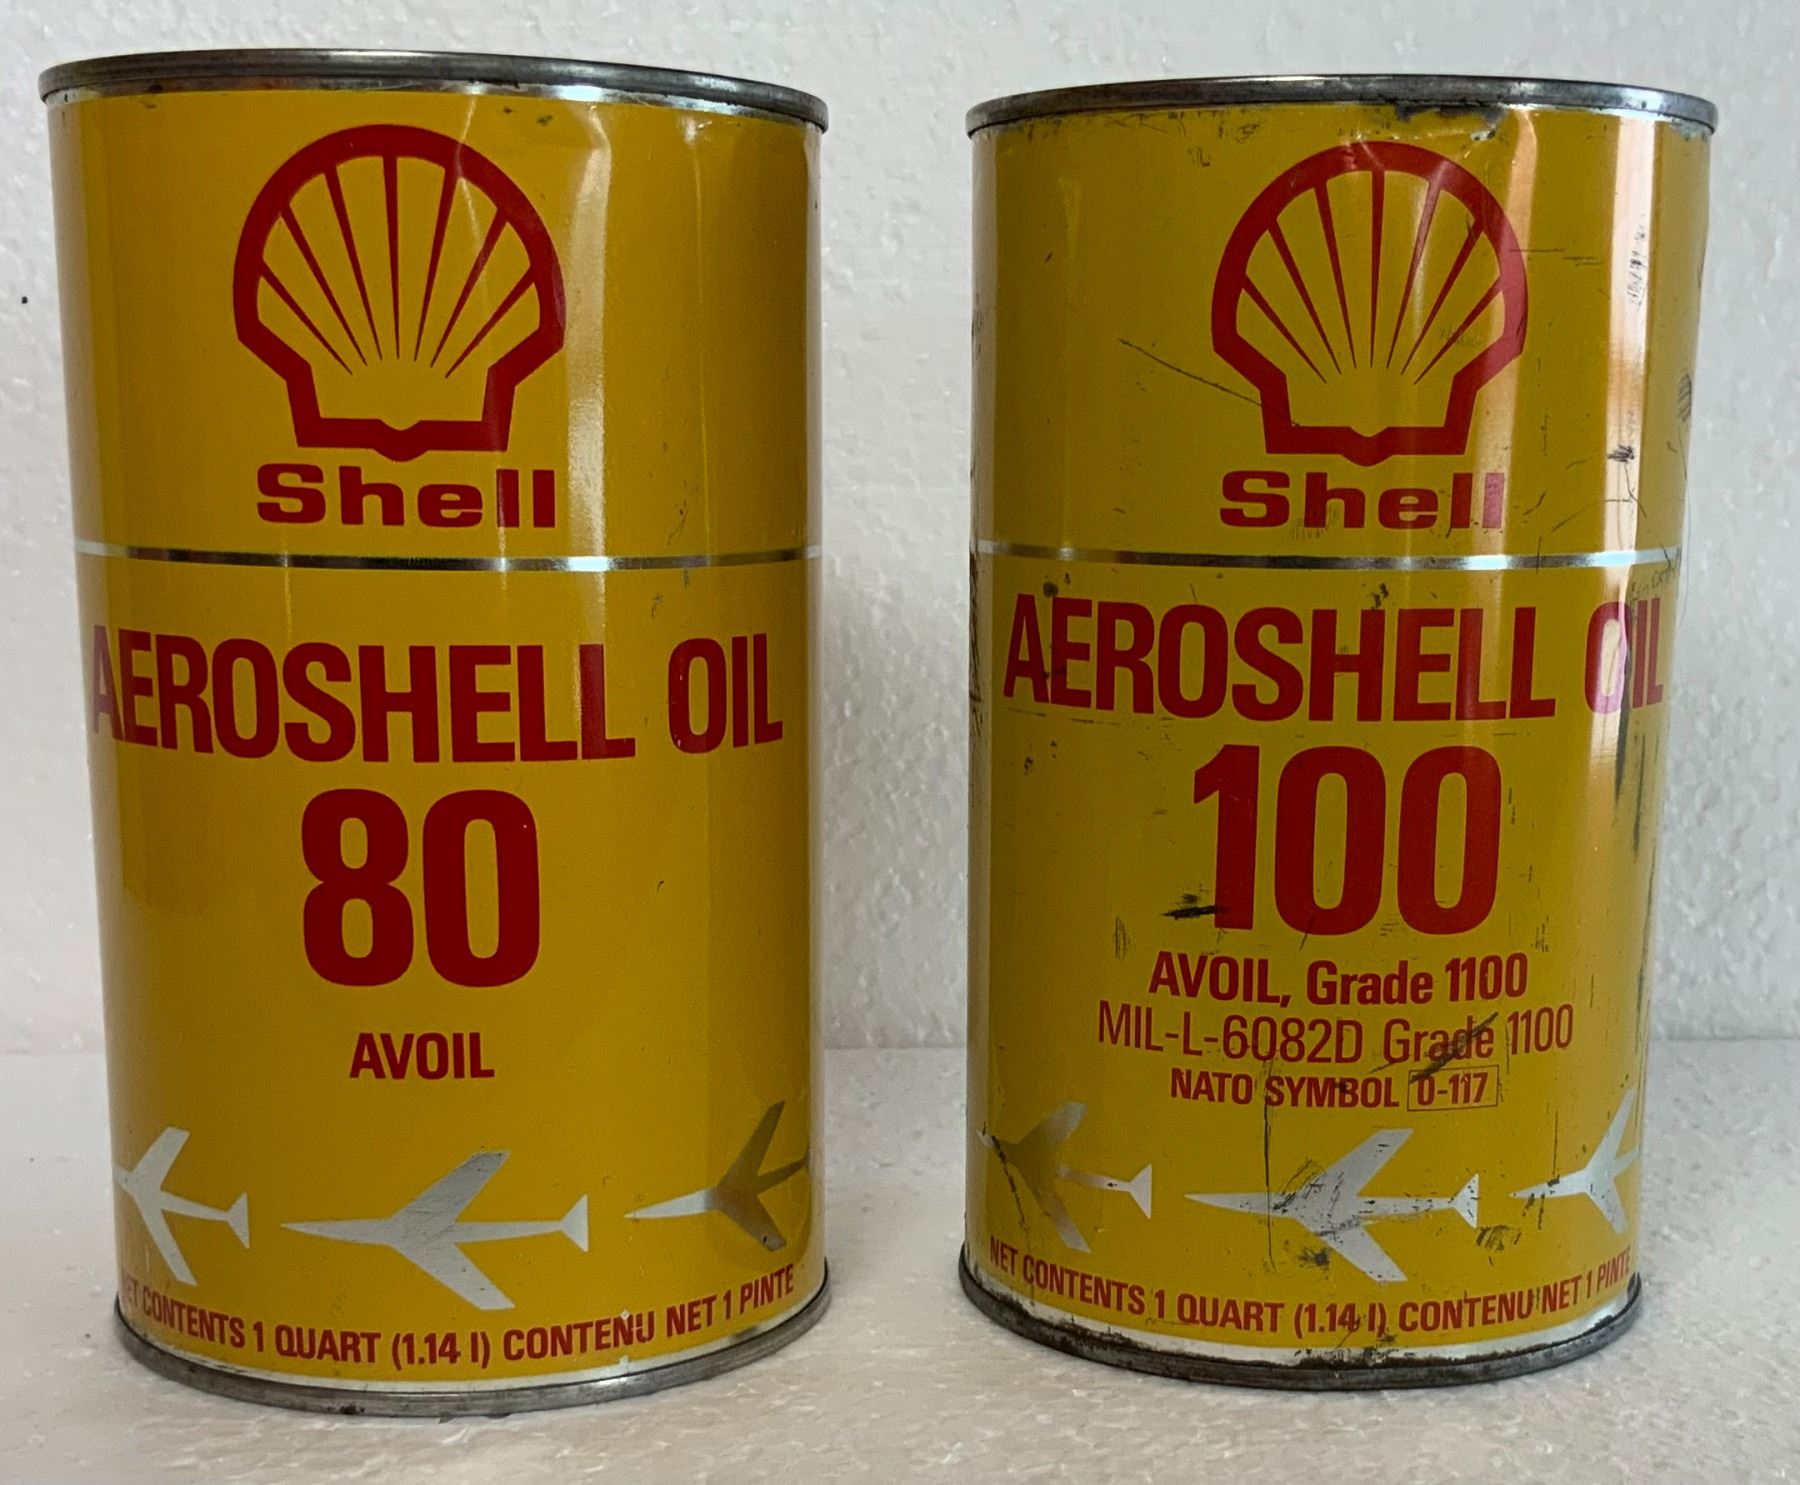 Shell
AEROSHELL OIL
80
AVOIL
NET CONTENTS 1 QUART (1.14 l) CONTENU NET 1 PINTE
Shell
AEROSHELL OIL
100
AVOIL, Grade 1100
MIL-L-6082D Grade 1100
NATO SYMBOL O-117
NET CONTENTS 1 QUART (1.14 l) CONTENU NET 1 PINTE